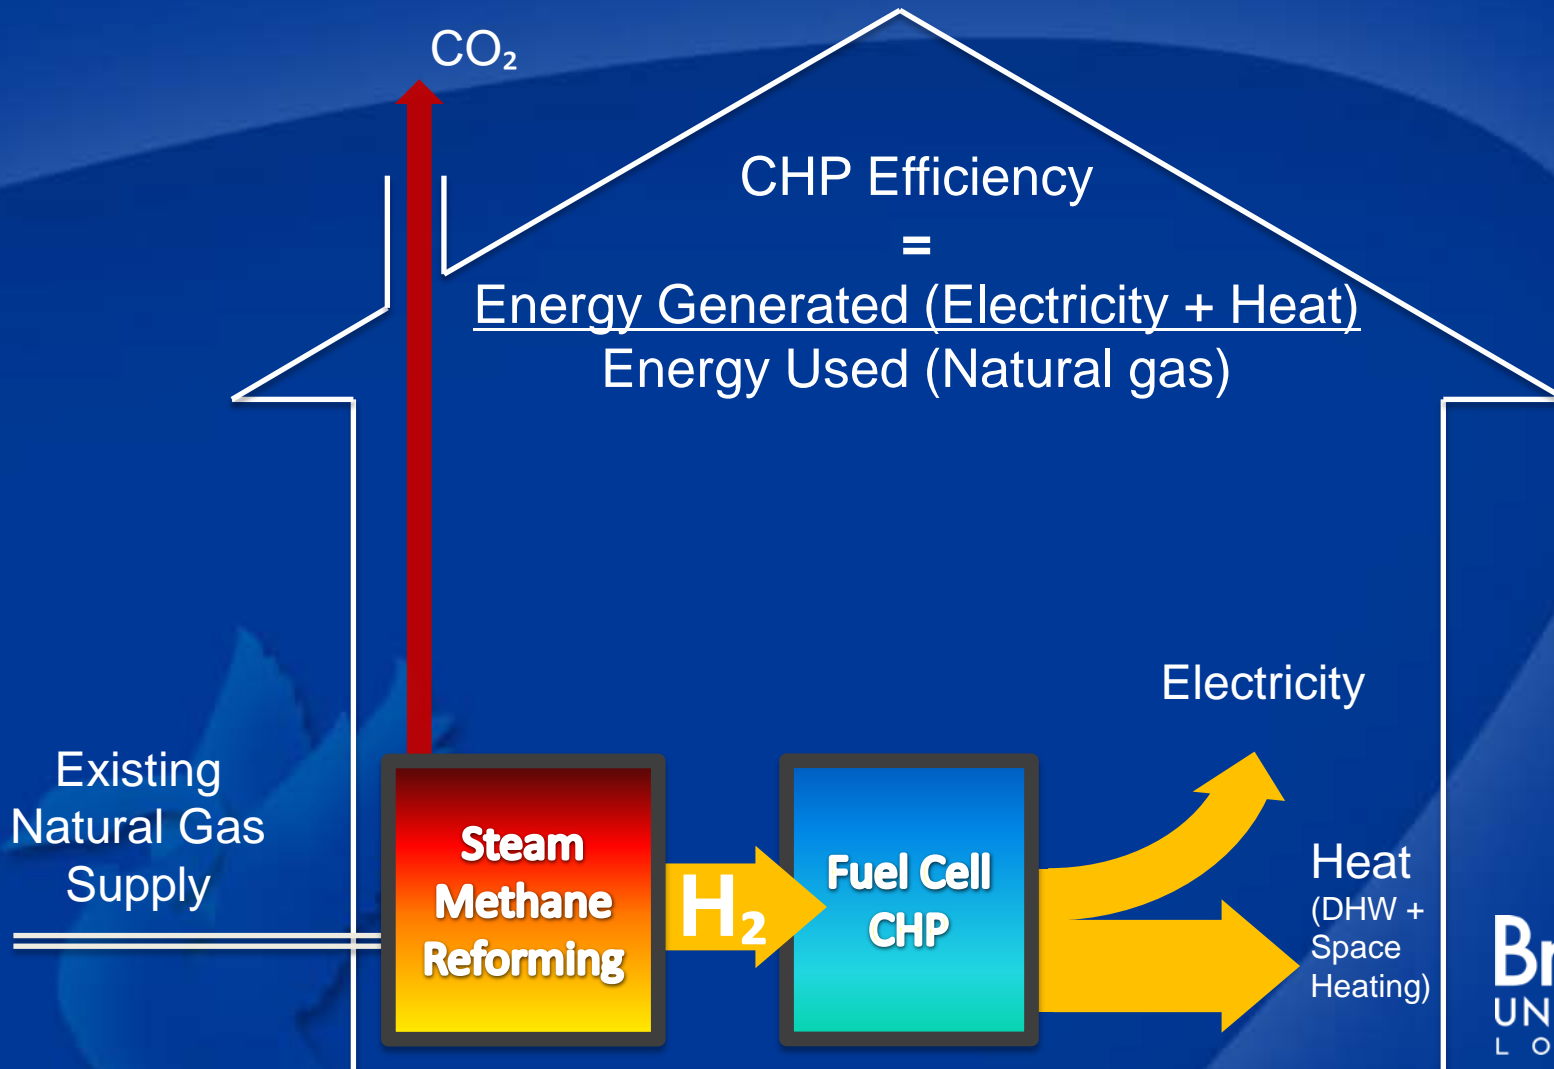 CO₂
CHP Efficiency
=
Energy Generated (Electricity + Heat)
Energy Used (Natural gas)
Electricity
Existing
Natural Gas
Supply
Steam
Methane
Reforming
H₂
Fuel Cell
CHP
Heat
(DHW +
Space
Heating)